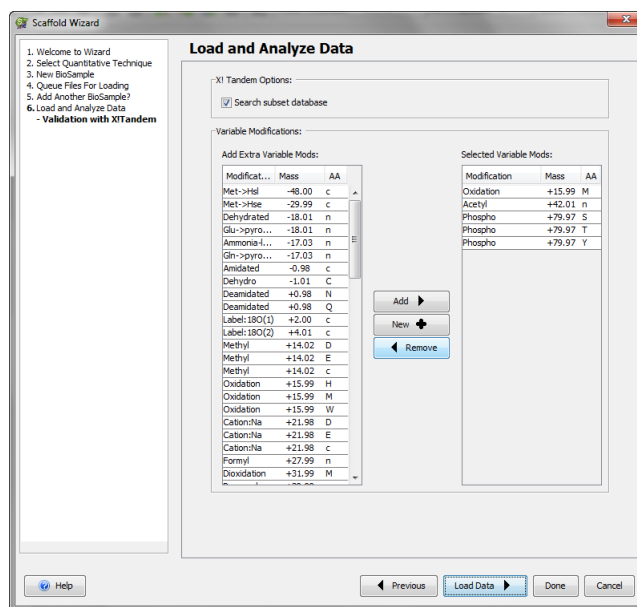 Scaffold Wizard
1. Welcome to Wizard
2. Select Quantitative Technique
3. New BioSample
4. Queue Files For Loading
5. Add Another BioSample?
6. Load and Analyze Data
- Validation with X!Tandem
Load and Analyze Data
X! Tandem Options:
Search subset database
Variable Modifications:
Add Extra Variable Mods:
Modificat... Mass AA
Met->Hsl -48.00 c
Met->Hse -29.99 c
Dehydrated -18.01 n
Glu->pyro... -18.01 n
Ammonia-l... -17.03 n
Gln->pyro... -17.03 n
Amidated -0.98 c
Dehydro -1.01 C
Deamidated +0.98 N
Deamidated +0.98 Q
Label:18O(1) +2.00 c
Label:18O(2) +4.01 c
Methyl +14.02 D
Methyl +14.02 E
Methyl +14.02 c
Oxidation +15.99 H
Oxidation +15.99 M
Oxidation +15.99 W
Cation:Na +21.98 D
Cation:Na +21.98 E
Cation:Na +21.98 c
Formyl +27.99 n
Dioxidation +31.99 M
Add
New
Remove
Selected Variable Mods:
Modification Mass AA
Oxidation +15.99 M
Acetyl +42.01 n
Phospho +79.97 S
Phospho +79.97 T
Phospho +79.97 Y
Help
Previous
Load Data
Done
Cancel